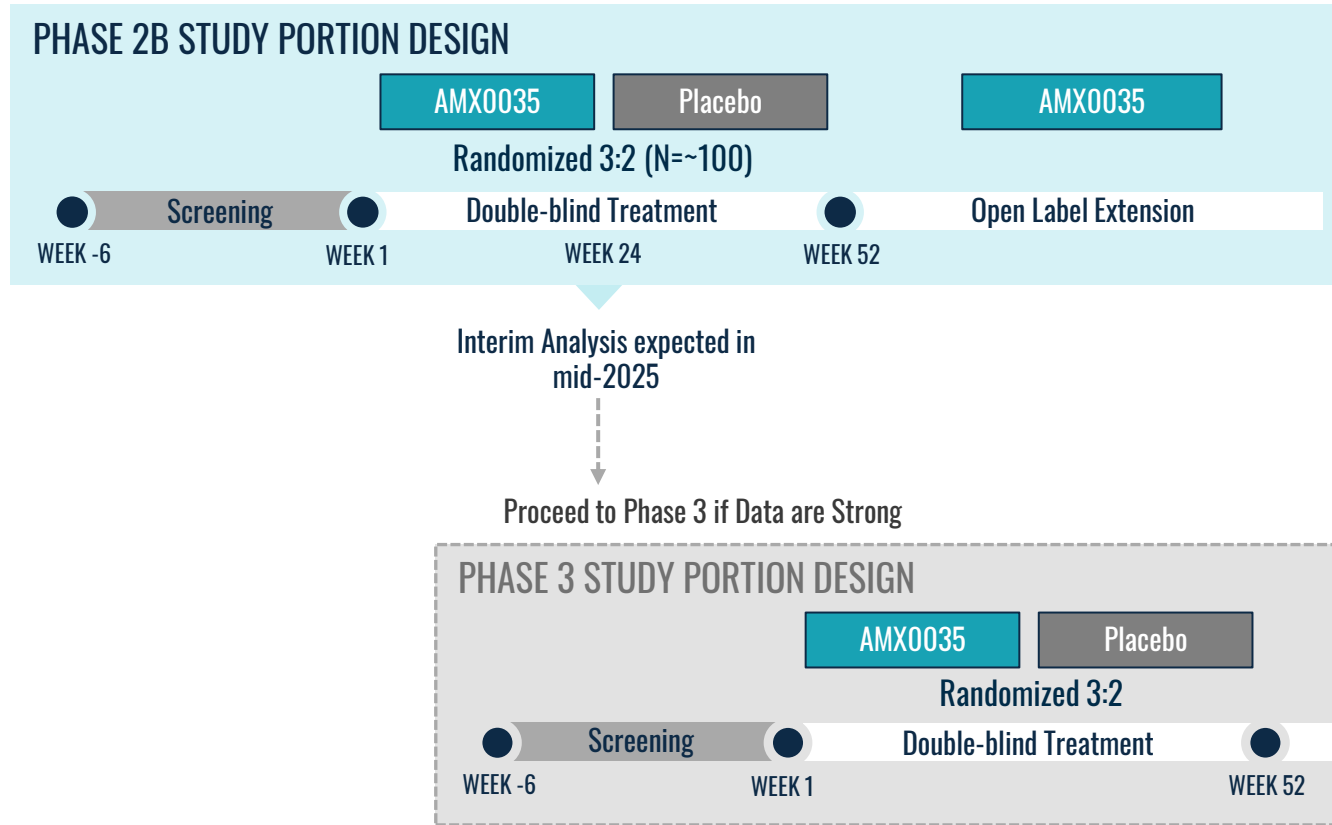 PHASE 2B STUDY PORTION DESIGN
AMX0035
Placebo
AMX0035
Randomized 3:2 (N=~100)
Screening
Double-blind Treatment
Open Label Extension
WEEK -6
WEEK 1
WEEK 24
WEEK 52
Interim Analysis expected in
mid-2025
Proceed to Phase 3 if Data are Strong
PHASE 3 STUDY PORTION DESIGN
AMX0035
Placebo
Randomized 3:2
Screening
Double-blind Treatment
WEEK -6
WEEK 1
WEEK 52